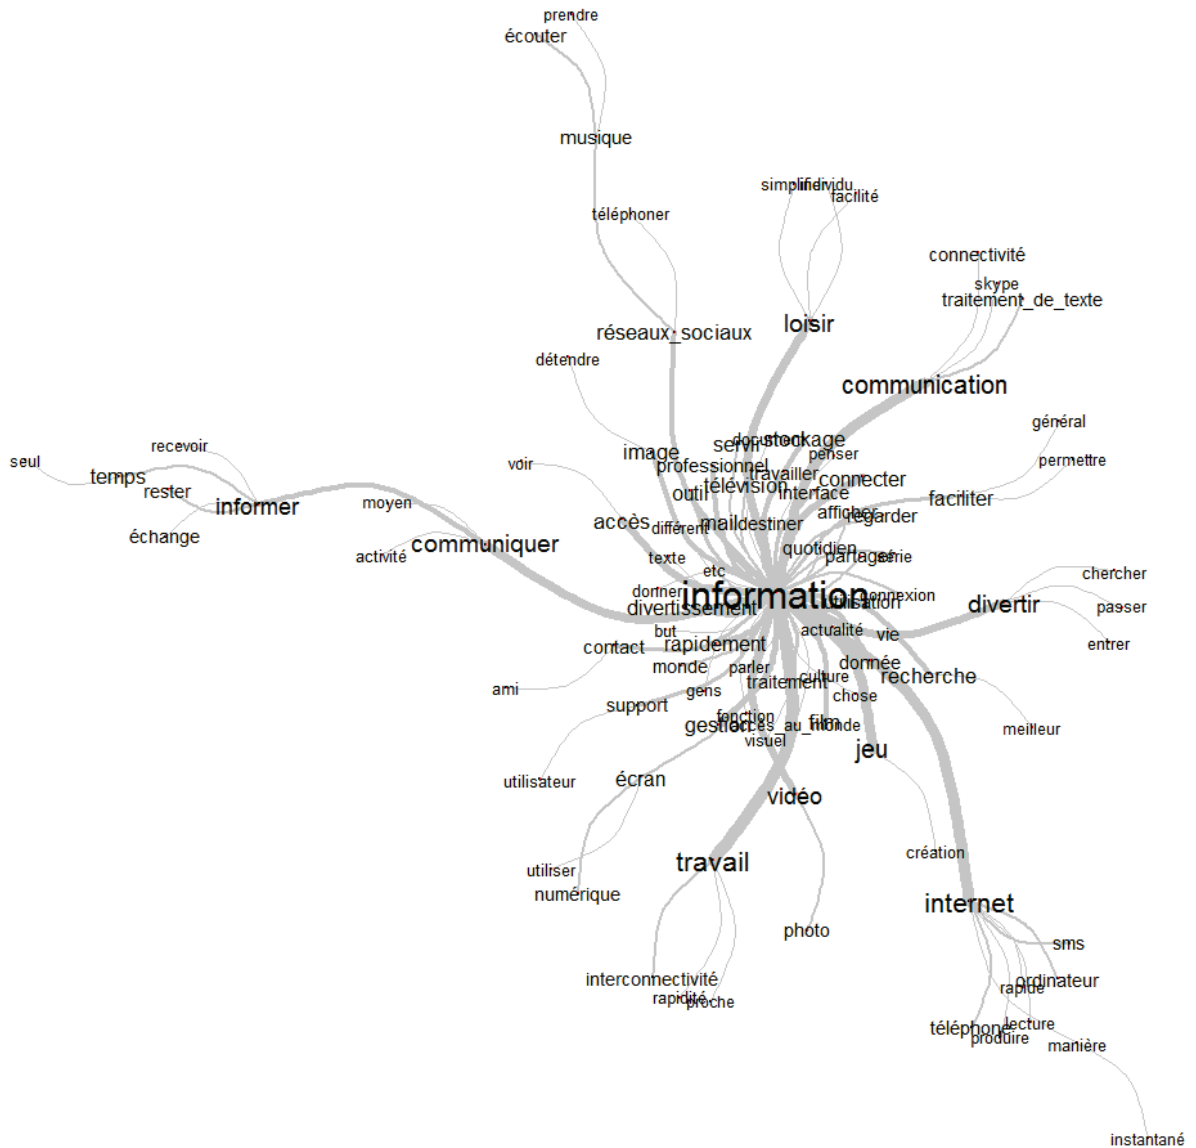 prendre
écouter
musique
simplifier
individu
facilité
téléphoner
connectivité
skype
traitement_de_texte
loisir
réseaux_sociaux
détendre
communication
général
permettre
recevoir
seul
temps
rester
informer
échange
voir
image
servir
document
stockage
penser
professionnel
travailler
connecter
outil
télévision
interface
faciliter
moyen
accès
différent
mail
destiner
afficher
regarder
activité
communiquer
texte
etc
quotidien
partager
série
chercher
donner
information
utilisation
connexion
divertir
passer
divertissement
but
actualité
vie
entrer
contact
rapidement
monde
parler
donnée
recherche
ami
gens
traitement
culture
chose
support
gestion
fonction
accès_au_monde
film
visuel
meilleur
jeu
utilisateur
écran
vidéo
utiliser
numérique
travail
création
internet
photo
sms
interconnectivité
rapidité
proche
ordinateur
rapide
téléphone
lecture
produire
manière
instantané